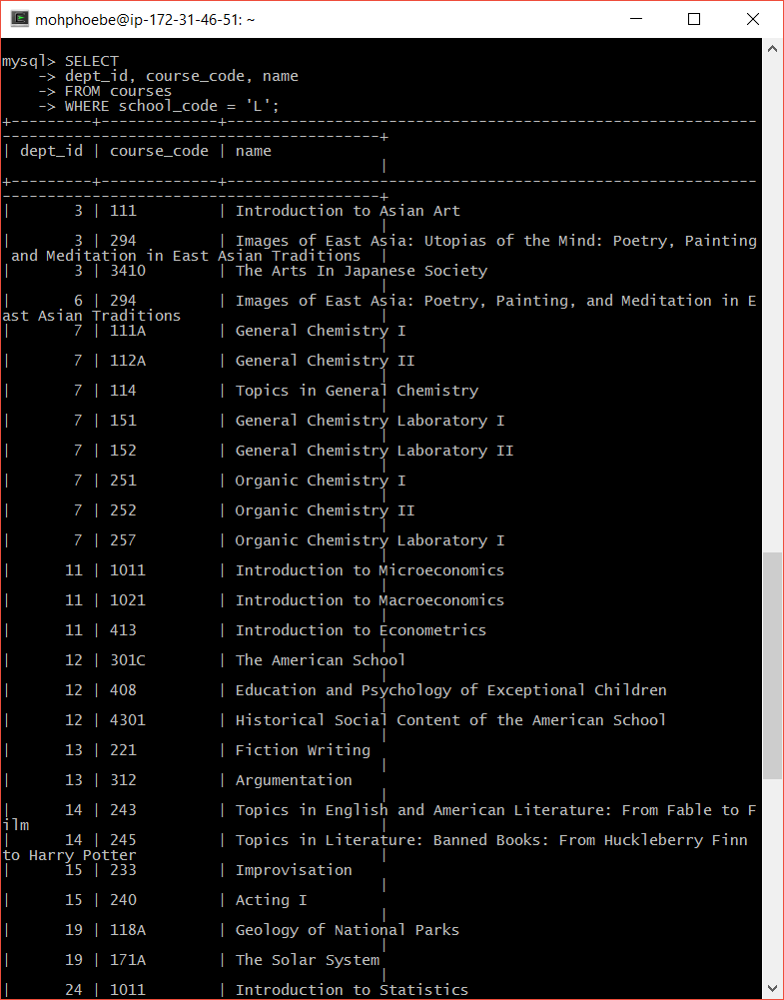 mohphoebe@ip-172-31-46-51: ~
mysql> SELECT
    -> dept_id, course_code, name
    -> FROM courses
    -> WHERE school_code = 'L';
+---------+-------------+-----------------------------------------------------------
------------------------------------------+
| dept_id | course_code | name
                                          |
+---------+-------------+-----------------------------------------------------------
------------------------------------------+
|       3 | 111         | Introduction to Asian Art
                                          |
|       3 | 294         | Images of East Asia: Utopias of the Mind: Poetry, Painting
 and Meditation in East Asian Traditions  |
|       3 | 3410        | The Arts In Japanese Society
                                          |
|       6 | 294         | Images of East Asia: Poetry, Painting, and Meditation in E
ast Asian Traditions                      |
|       7 | 111A        | General Chemistry I
                                          |
|       7 | 112A        | General Chemistry II
                                          |
|       7 | 114         | Topics in General Chemistry
                                          |
|       7 | 151         | General Chemistry Laboratory I
                                          |
|       7 | 152         | General Chemistry Laboratory II
                                          |
|       7 | 251         | Organic Chemistry I
                                          |
|       7 | 252         | Organic Chemistry II
                                          |
|       7 | 257         | Organic Chemistry Laboratory I
                                          |
|      11 | 1011        | Introduction to Microeconomics
                                          |
|      11 | 1021        | Introduction to Macroeconomics
                                          |
|      11 | 413         | Introduction to Econometrics
                                          |
|      12 | 301C        | The American School
                                          |
|      12 | 408         | Education and Psychology of Exceptional Children
                                          |
|      12 | 4301        | Historical Social Content of the American School
                                          |
|      13 | 221         | Fiction Writing
                                          |
|      13 | 312         | Argumentation
                                          |
|      14 | 243         | Topics in English and American Literature: From Fable to F
ilm                                       |
|      14 | 245         | Topics in Literature: Banned Books: From Huckleberry Finn
to Harry Potter                           |
|      15 | 233         | Improvisation
                                          |
|      15 | 240         | Acting I
                                          |
|      19 | 118A        | Geology of National Parks
                                          |
|      19 | 171A        | The Solar System
                                          |
|      24 | 1011        | Introduction to Statistics